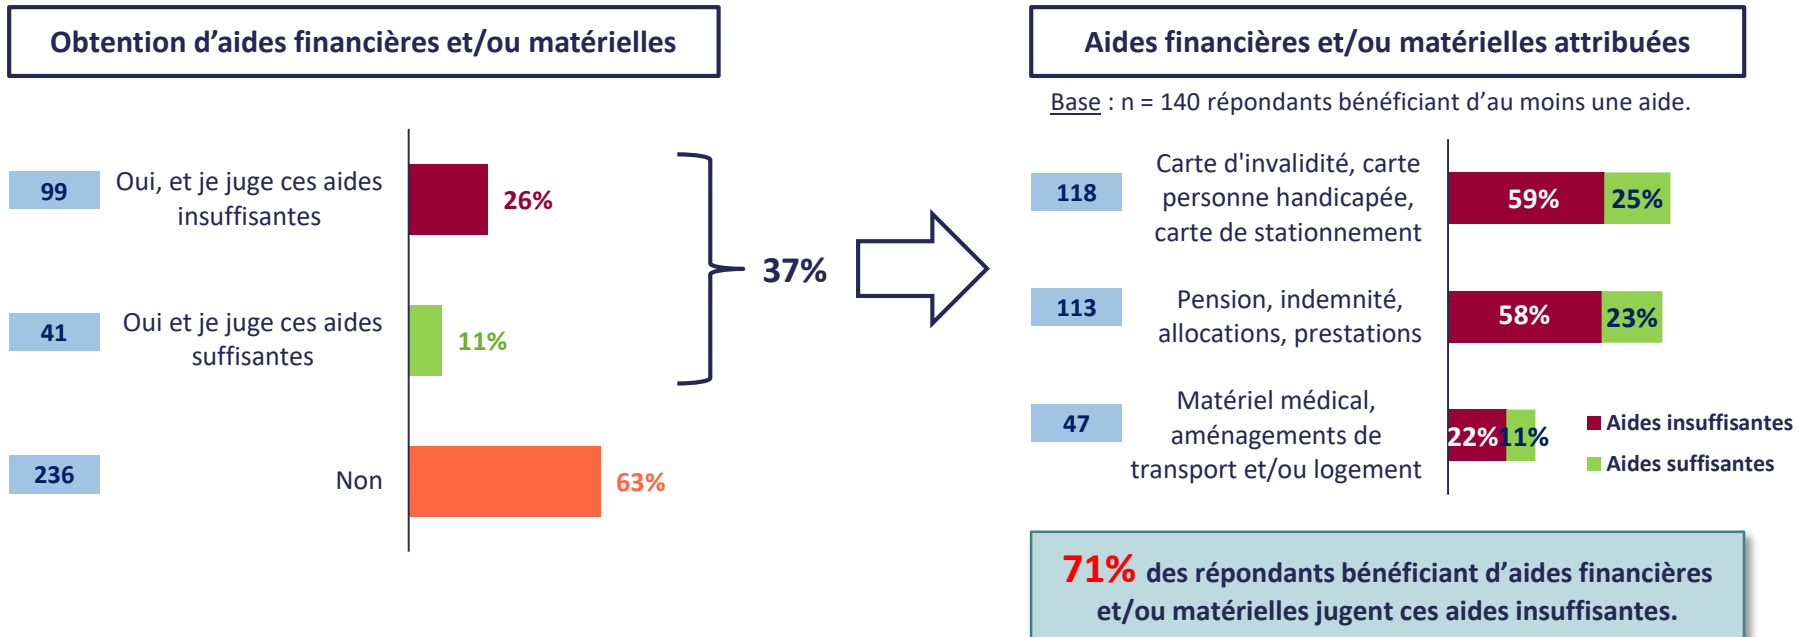 Obtention d’aides financières et/ou matérielles
99
Oui, et je juge ces aides
insuffisantes
26%
41
Oui et je juge ces aides
suffisantes
11%
236
Non
63%
37%
Aides financières et/ou matérielles attribuées
Base : n = 140 répondants bénéficiant d’au moins une aide.
118
Carte d'invalidité, carte
personne handicapée,
carte de stationnement
59% 25%
113
Pension, indemnité,
allocations, prestations
58% 23%
47
Matériel médical,
aménagements de
transport et/ou logement
22% 11%
Aides insuffisantes
Aides suffisantes
71% des répondants bénéficiant d’aides financières
et/ou matérielles jugent ces aides insuffisantes.